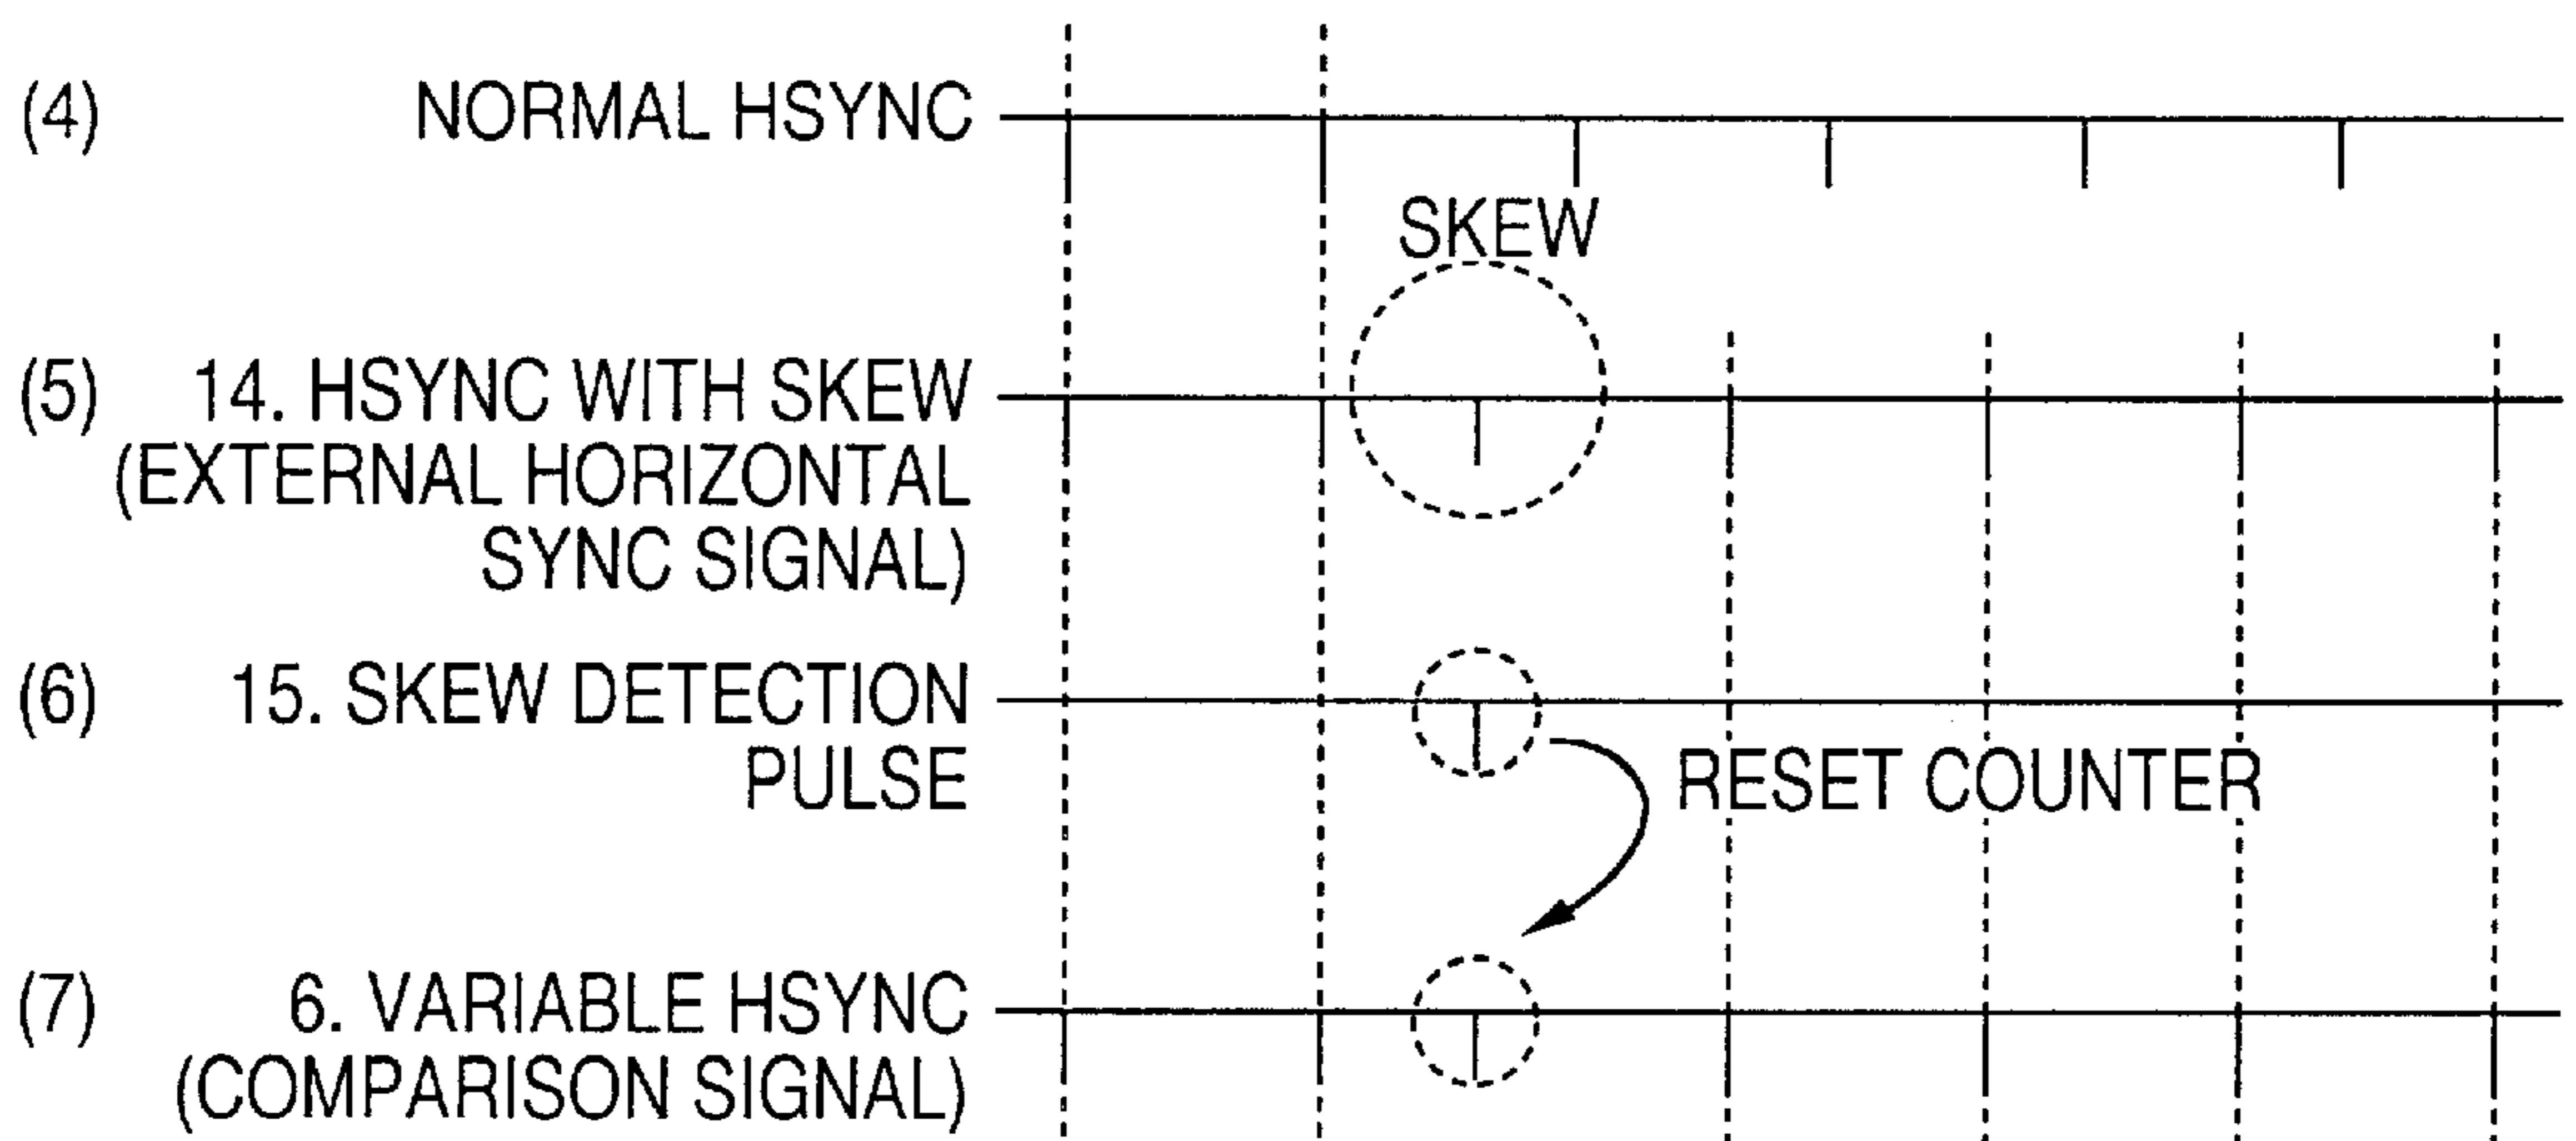 (4) NORMAL HSYNC
SKEW
(5) 14. HSYNC WITH SKEW
(EXTERNAL HORIZONTAL
SYNC SIGNAL)
(6) 15. SKEW DETECTION
PULSE
RESET COUNTER
(7) 6. VARIABLE HSYNC
(COMPARISON SIGNAL)